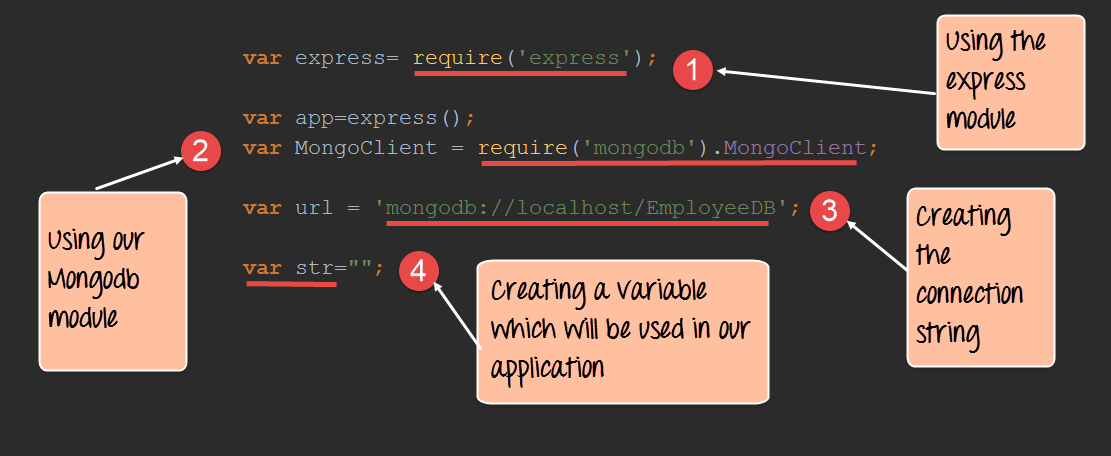 var express= require('express');
1
Using the
express
module
var app=express();
2
var MongoClient = require('mongodb').MongoClient;
Using our
Mongodb
module
var url = 'mongodb://localhost/EmployeeDB';
3
Creating
the
connection
string
var str="";
4
Creating a variable
which will be used in our
application